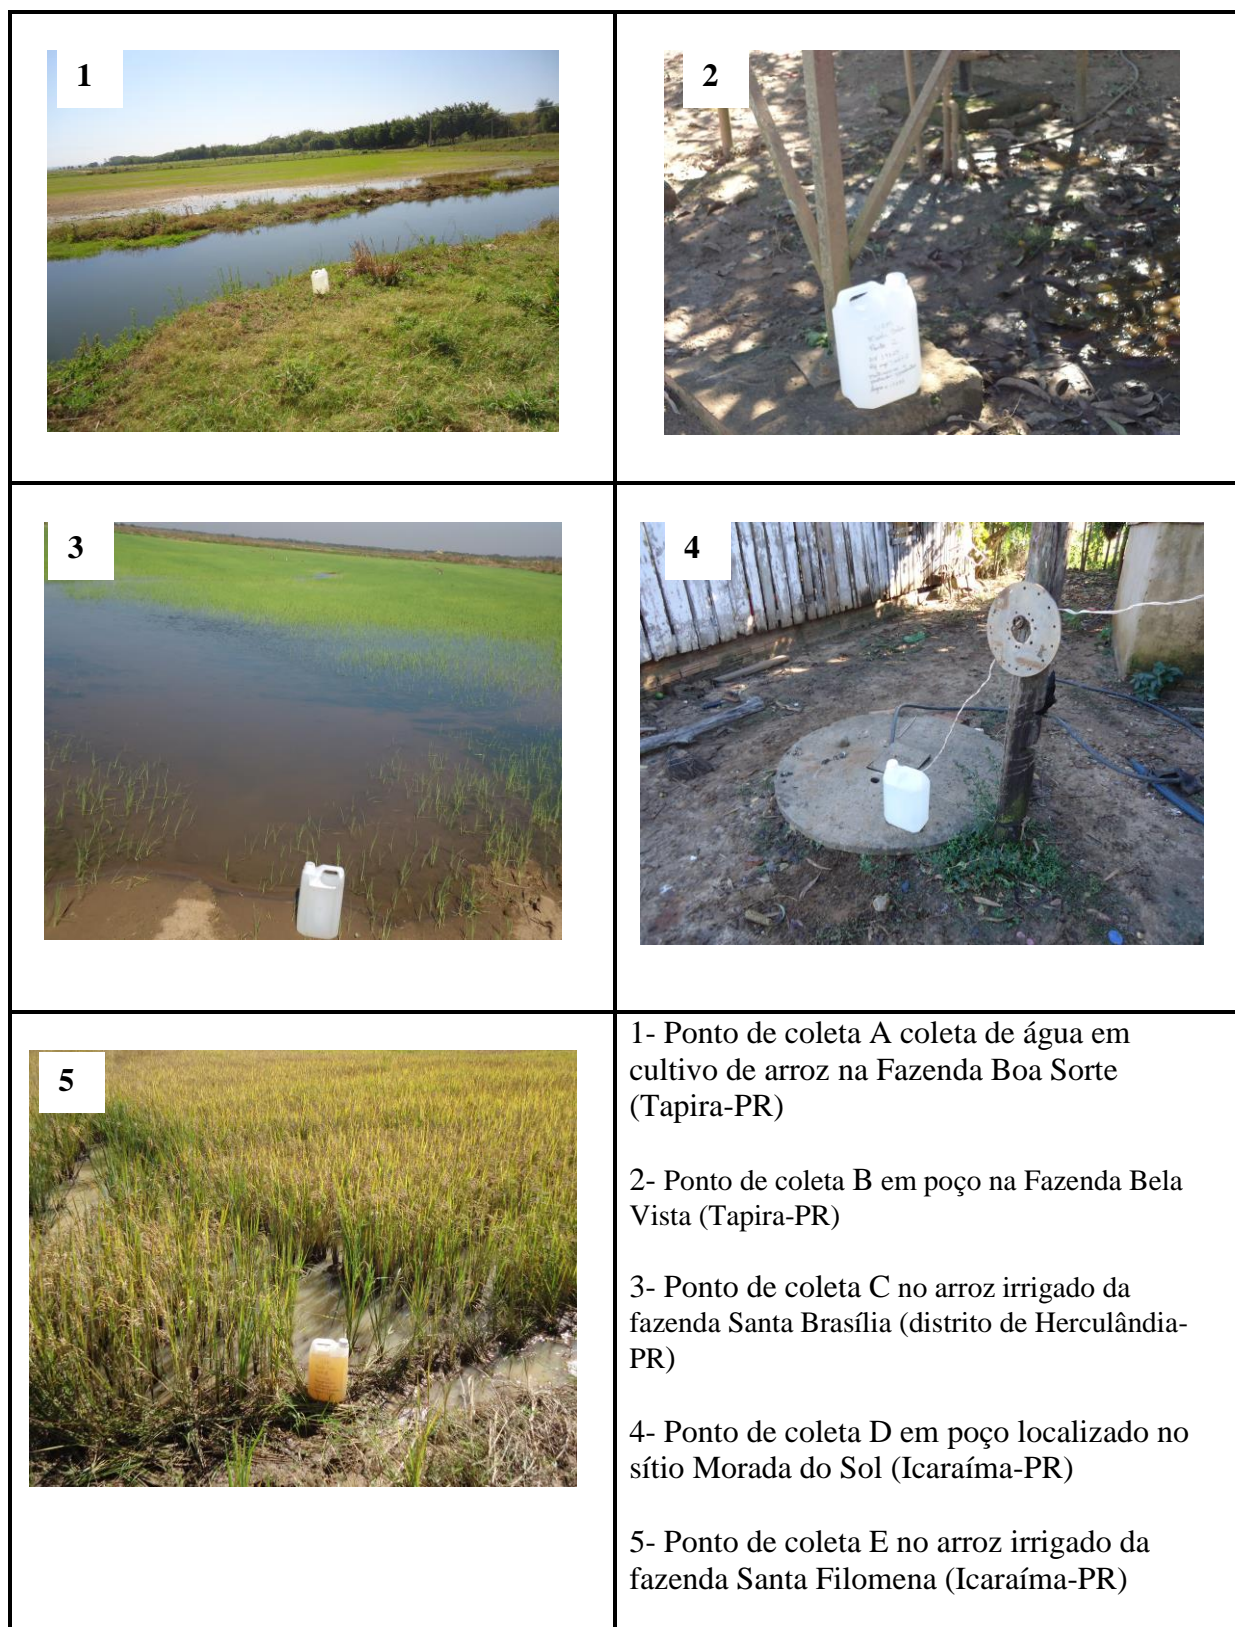 1
2
3
4
5
1- Ponto de coleta A coleta de água em
cultivo de arroz na Fazenda Boa Sorte
(Tapira-PR)
2- Ponto de coleta B em poço na Fazenda Bela
Vista (Tapira-PR)
3- Ponto de coleta C no arroz irrigado da
fazenda Santa Brasília (distrito de Herculândia-
PR)
4- Ponto de coleta D em poço localizado no
sítio Morada do Sol (Icaraíma-PR)
5- Ponto de coleta E no arroz irrigado da
fazenda Santa Filomena (Icaraíma-PR)